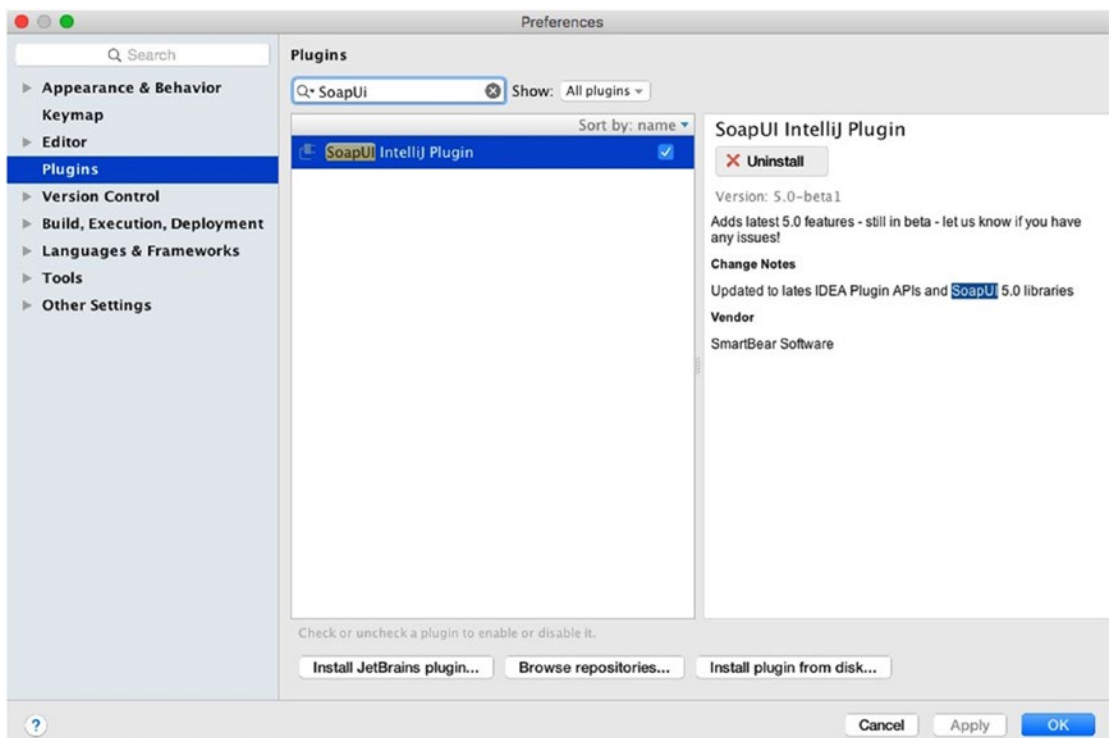 Preferences
Search
Appearance & Behavior
Keymap
Editor
Plugins
Version Control
Build, Execution, Deployment
Languages & Frameworks
Tools
Other Settings
Plugins
SoapUi
Show: All plugins
Sort by: name
SoapUI IntelliJ Plugin
SoapUI IntelliJ Plugin
Uninstall
Version: 5.0-beta1
Adds latest 5.0 features - still in beta - let us know if you have
any issues!
Change Notes
Updated to lates IDEA Plugin APIs and SoapUI 5.0 libraries
Vendor
SmartBear Software
Check or uncheck a plugin to enable or disable it.
Install JetBrains plugin... Browse repositories... Install plugin from disk...
? Cancel Apply OK